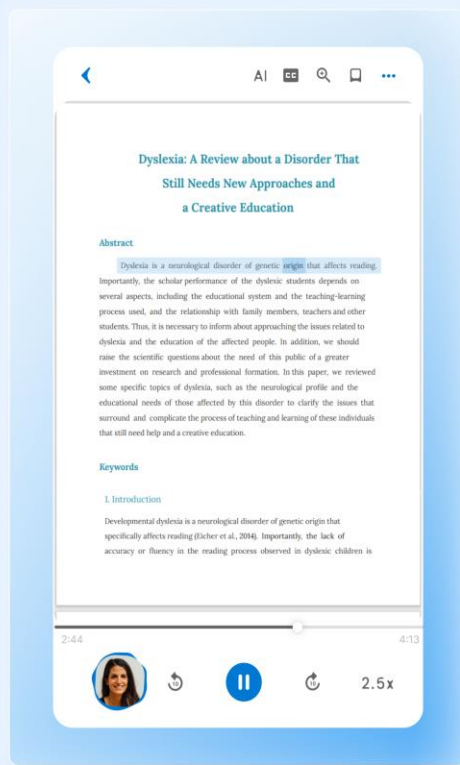 AI CC
Dyslexia: A Review about a Disorder That
Still Needs New Approaches and
a Creative Education
Abstract
Dyslexia is a neurological disorder of genetic origin that affects reading.
Importantly, the scholar performance of the dyslexic students depends on
several aspects, including the educational system and the teaching-learning
process used, and the relationship with family members, teachers and other
students. Thus, it is necessary to inform about approaching the issues related to
dyslexia and the education of the affected people. In addition, we should
raise the scientific questions about the need of this public of a greater
investment on research and professional formation. In this paper, we reviewed
some specific topics of dyslexia, such as the neurological profile and the
educational needs of those affected by this disorder to clarify the issues that
surround and complicate the process of teaching and learning of these individuals
that still need help and a creative education.
Keywords
1. Introduction
Developmental dyslexia is a neurological disorder of genetic origin that
specifically affects reading (Eicher et al., 2014). Importantly, the lack of
accuracy or fluency in the reading process observed in dyslexic children is
2:44 4:13
10 10 2.5x